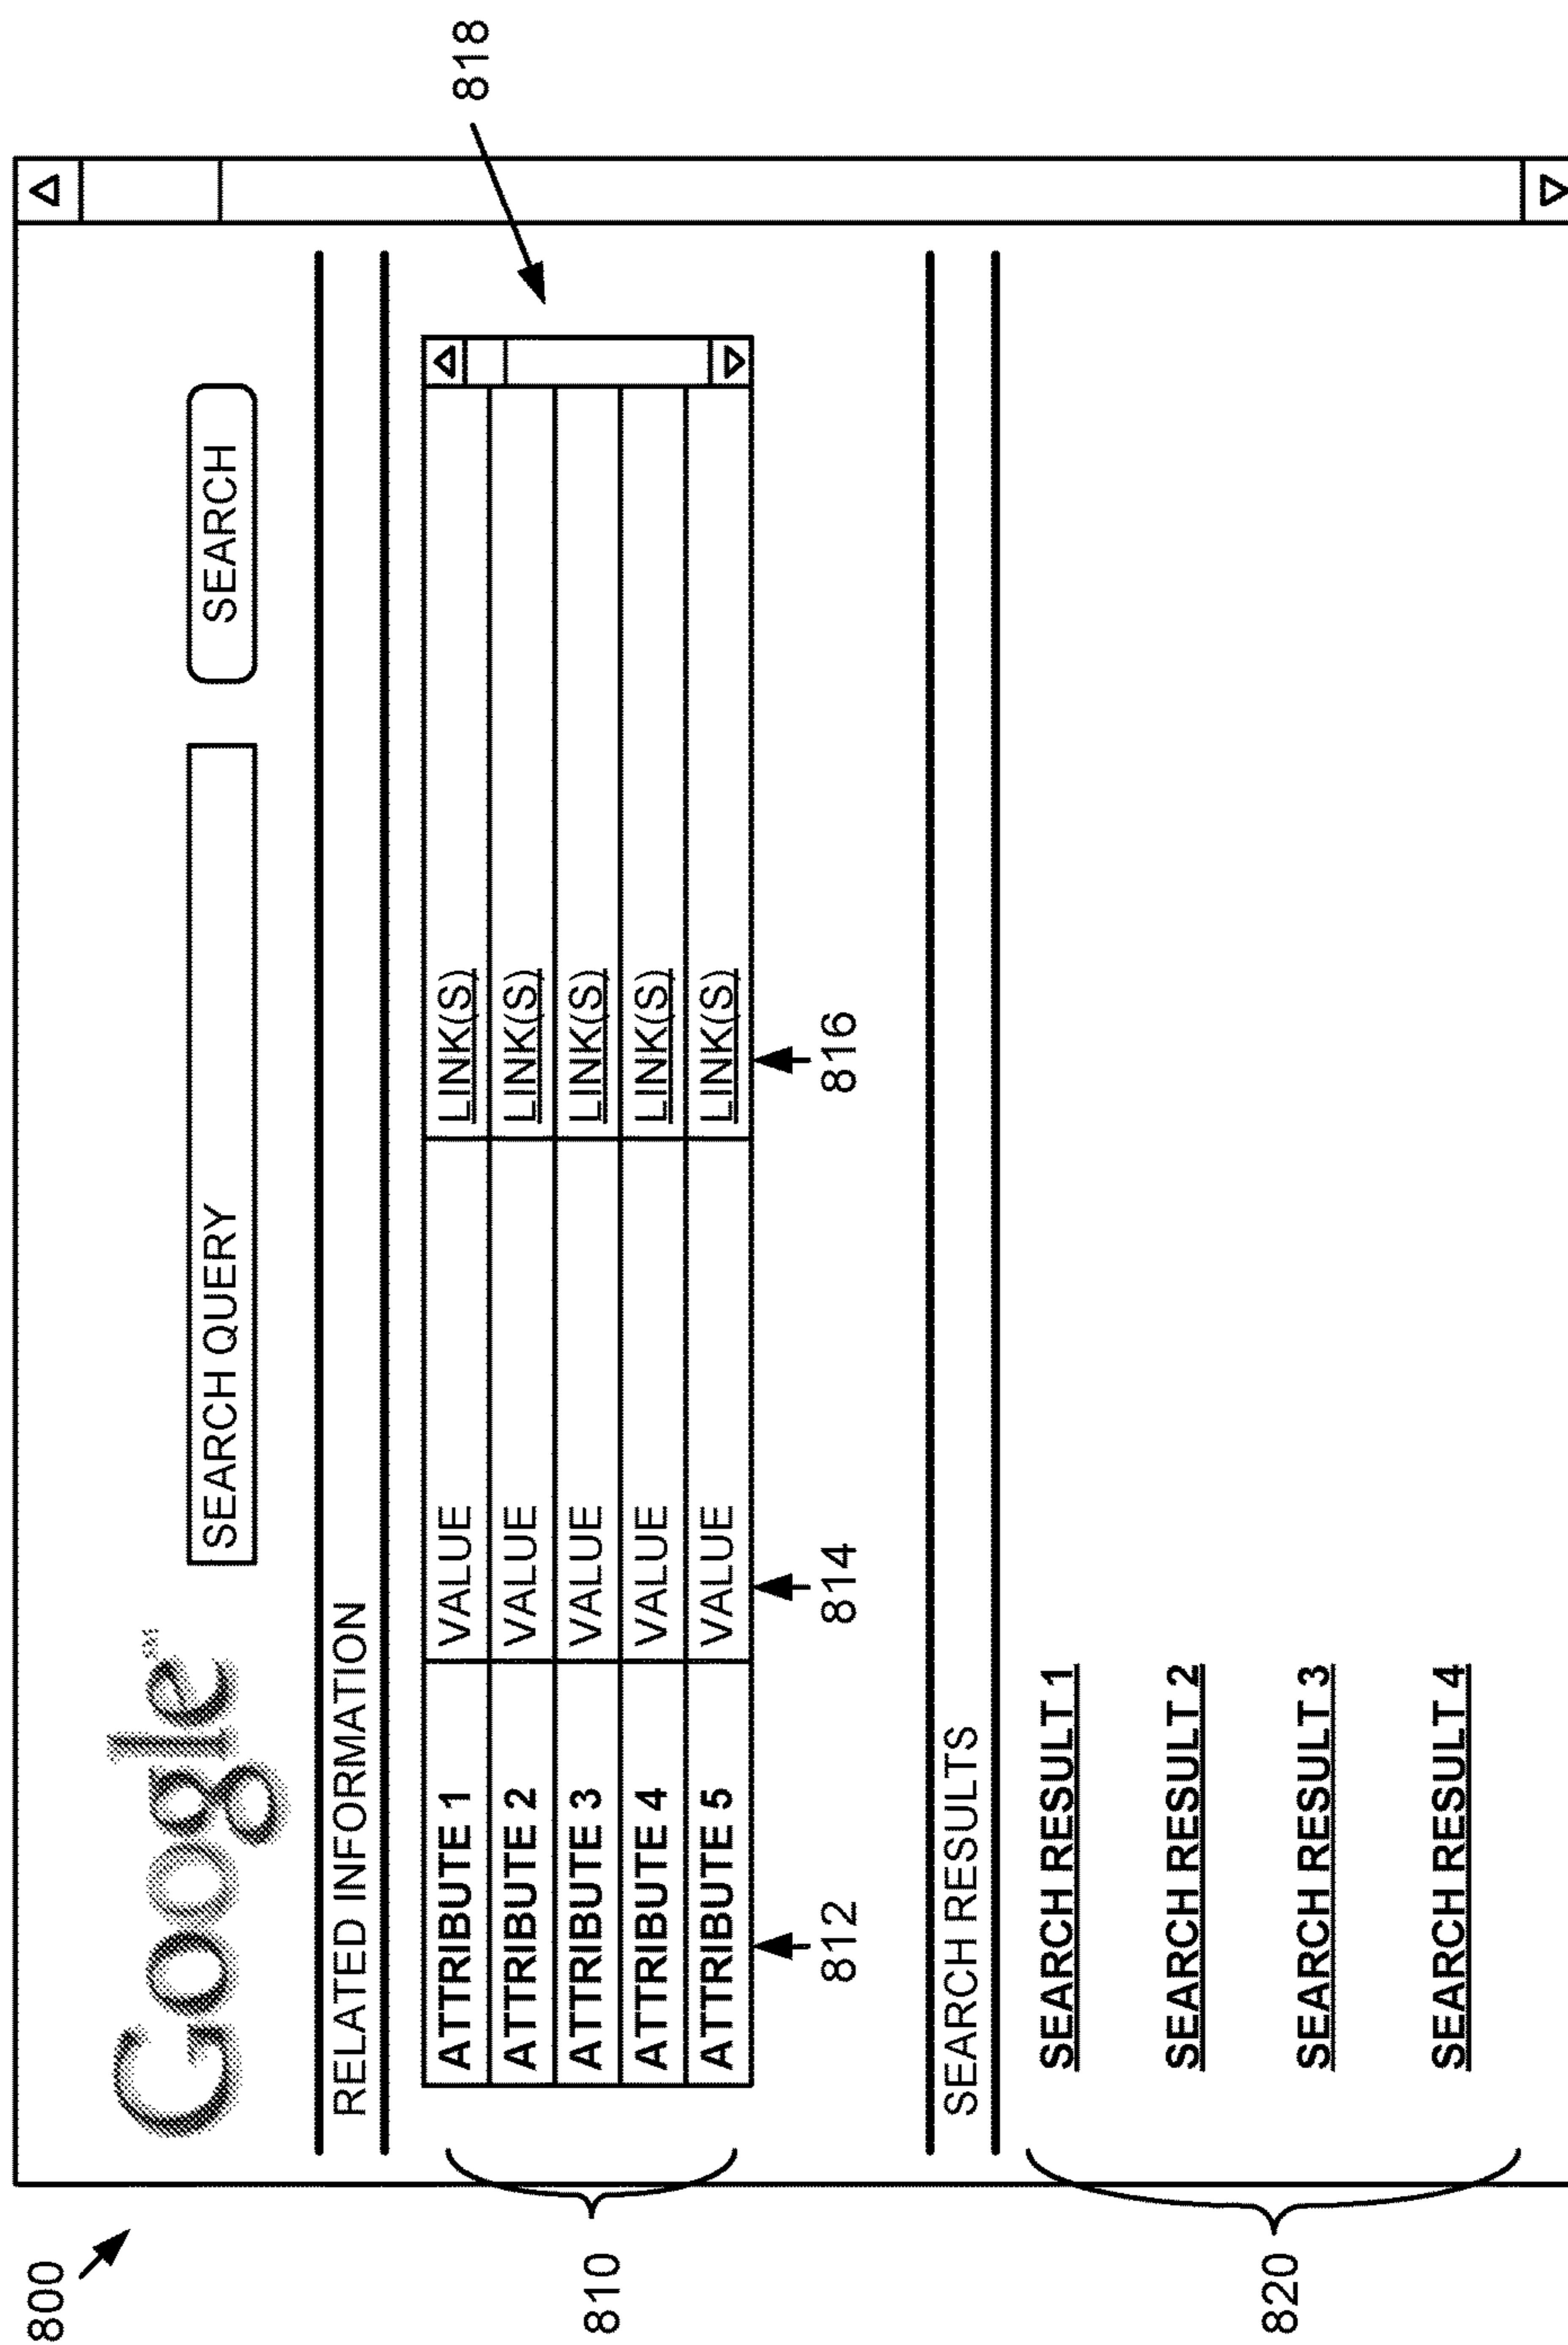 800
Google SM
SEARCH QUERY
SEARCH
RELATED INFORMATION
818
810
ATTRIBUTE 1 VALUE LINK(S)
ATTRIBUTE 2 VALUE LINK(S)
ATTRIBUTE 3 VALUE LINK(S)
ATTRIBUTE 4 VALUE LINK(S)
ATTRIBUTE 5 VALUE LINK(S)
812 814 816
SEARCH RESULTS
820
SEARCH RESULT 1
SEARCH RESULT 2
SEARCH RESULT 3
SEARCH RESULT 4